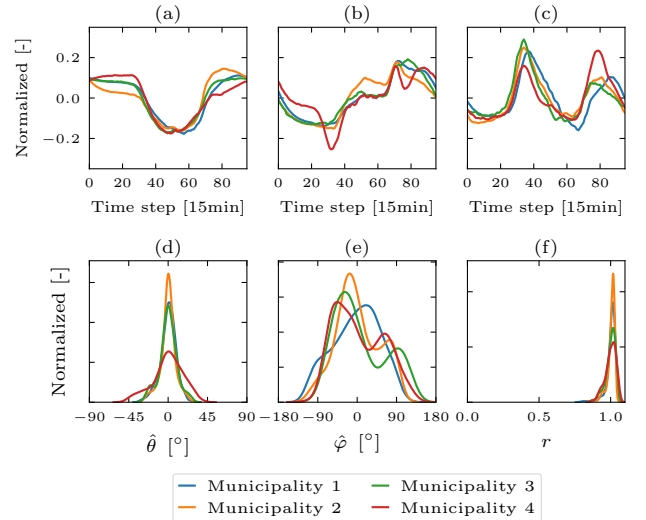 (a) (b) (c)
Normalized [-]
0.2
0.0
−0.2
0 20 40 60 80 0 20 40 60 80 0 20 40 60 80
Time step [15min] Time step [15min] Time step [15min]
(d) (e) (f)
Normalized [-]
−90 −45 0 45 90 −180 −90 0 90 180 0.0 0.5 1.0
θ̂ [°] φ̂ [°] r
Municipality 1 Municipality 3
Municipality 2 Municipality 4